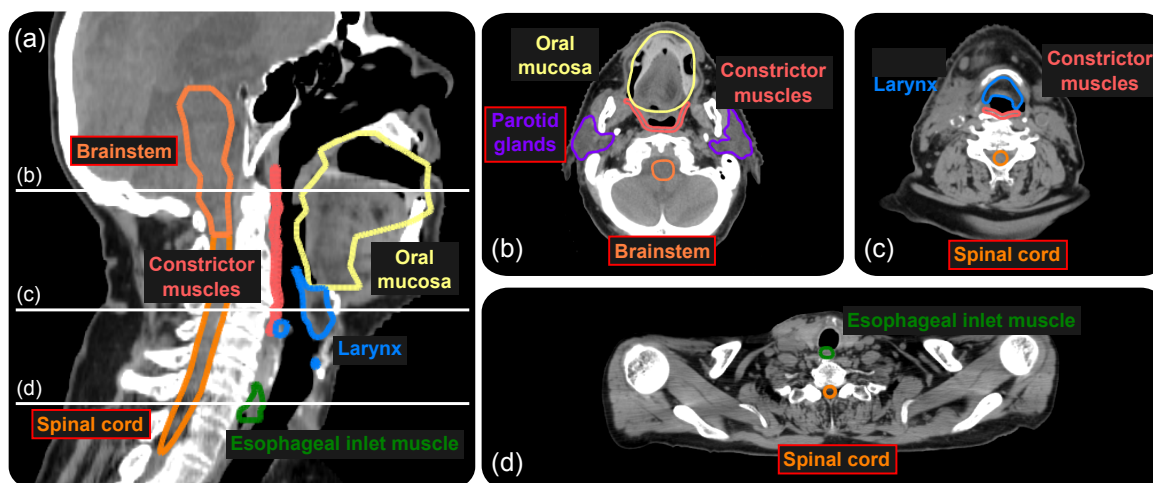 (a)
Brainstem
(b)
Constrictor
muscles
Oral
mucosa
(c)
Larynx
(d)
Spinal cord
Esophageal inlet muscle
Oral
mucosa
Constrictor
muscles
Parotid
glands
(b)
Brainstem
Larynx
Constrictor
muscles
(c)
Spinal cord
Esophageal inlet muscle
(d)
Spinal cord